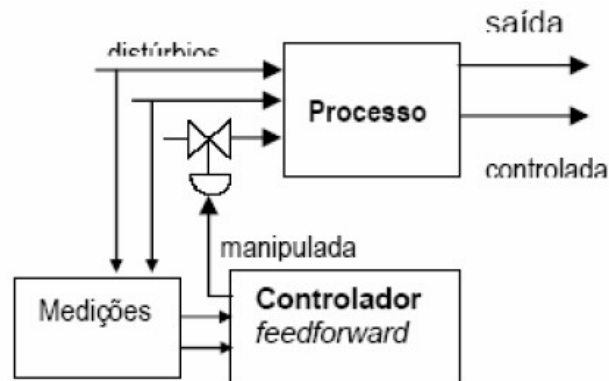 saída
distúrbios
Processo
controlada
manipulada
Medições
Controlador
feedforward